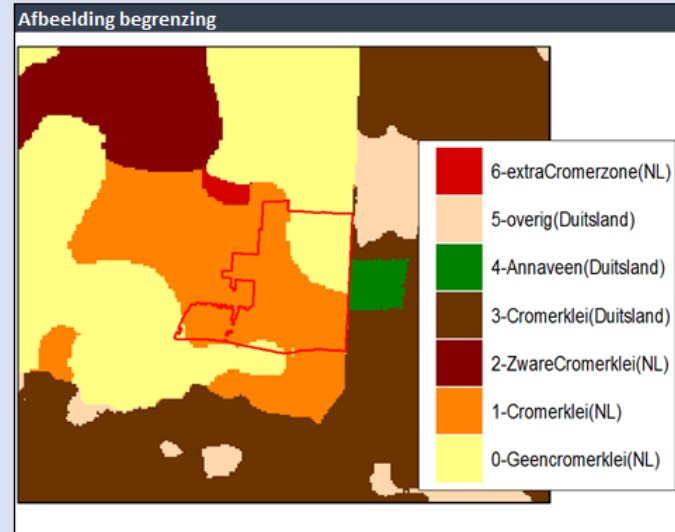 Afbeelding begrenzing
6-extraCromerzone(NL)
5-overig(Duitsland)
4-Annaveen(Duitsland)
3-Cromerklei(Duitsland)
2-ZwareCromerklei(NL)
1-Cromerklei(NL)
0-Geencromerklei(NL)